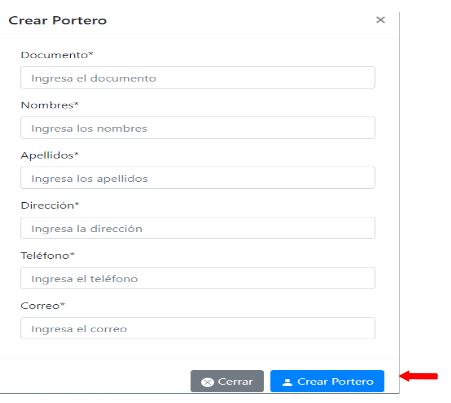 Crear Portero ×
Documento*
Ingresa el documento
Nombres*
Ingresa los nombres
Apellidos*
Ingresa los apellidos
Dirección*
Ingresa la dirección
Teléfono*
Ingresa el teléfono
Correo*
Ingresa el correo
Cerrar Crear Portero